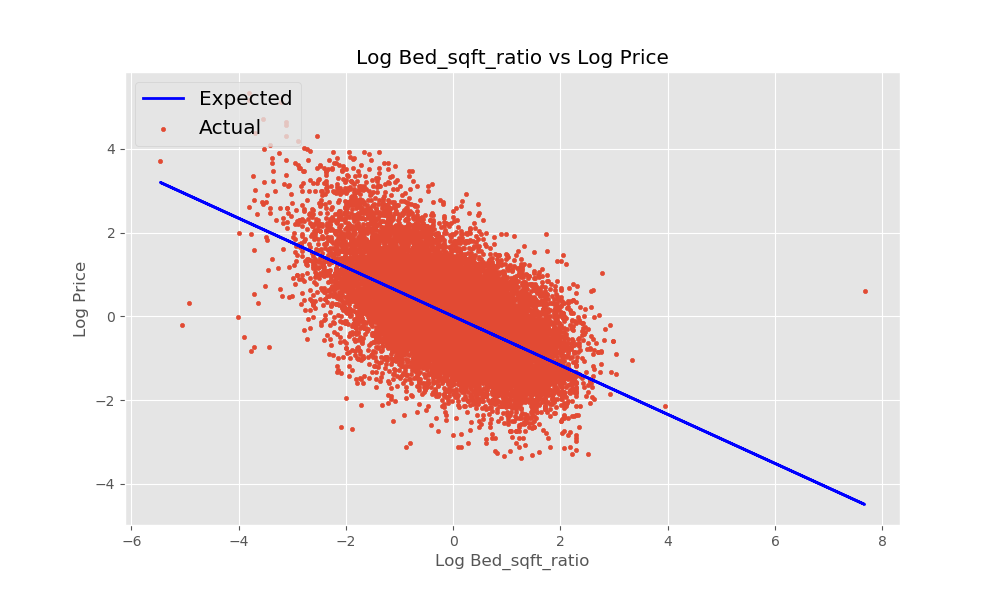 Log Bed_sqft_ratio vs Log Price
Expected
Actual
4
2
0
−2
−4
Log Price
−6
−4
−2
0
2
4
6
8
Log Bed_sqft_ratio